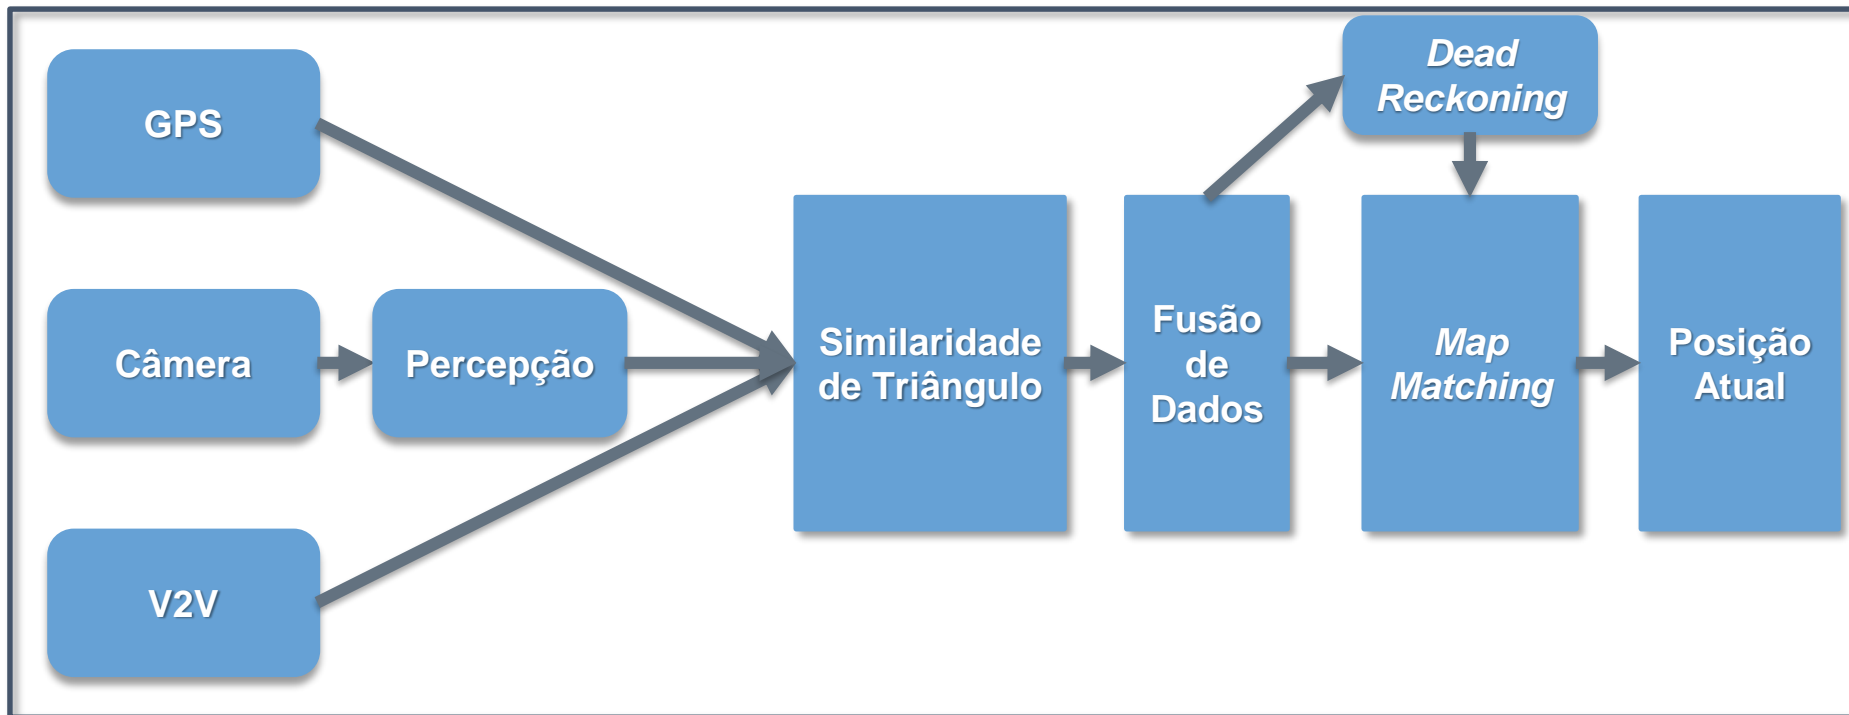 GPS
Câmera
Percepção
V2V
Similaridade
de Triângulo
Fusão
de
Dados
Dead
Reckoning
Map
Matching
Posição
Atual